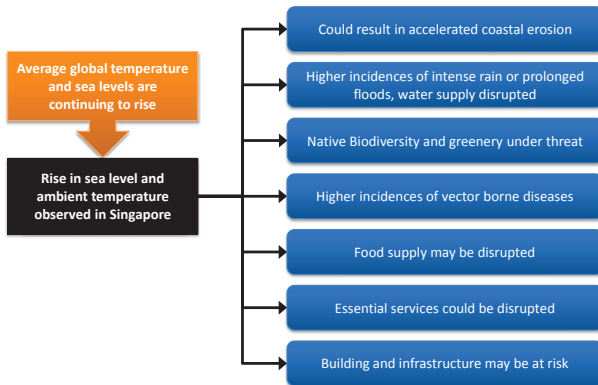 Average global temperature
and sea levels are
continuing to rise
Rise in sea level and
ambient temperature
observed in Singapore
Could result in accelerated coastal erosion
Higher incidences of intense rain or prolonged
floods, water supply disrupted
Native Biodiversity and greenery under threat
Higher incidences of vector borne diseases
Food supply may be disrupted
Essential services could be disrupted
Building and infrastructure may be at risk